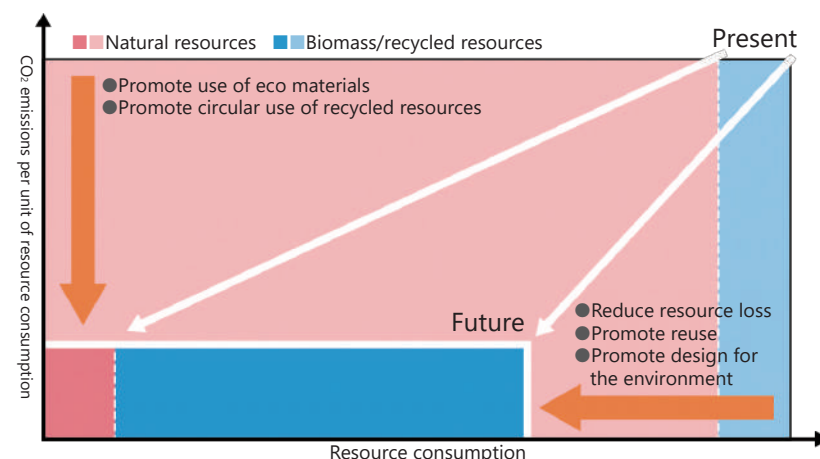 Natural resources Biomass/recycled resources
Present
CO₂ emissions per unit of resource consumption
●Promote use of eco materials
●Promote circular use of recycled resources
Future
●Reduce resource loss
●Promote reuse
●Promote design for
the environment
Resource consumption